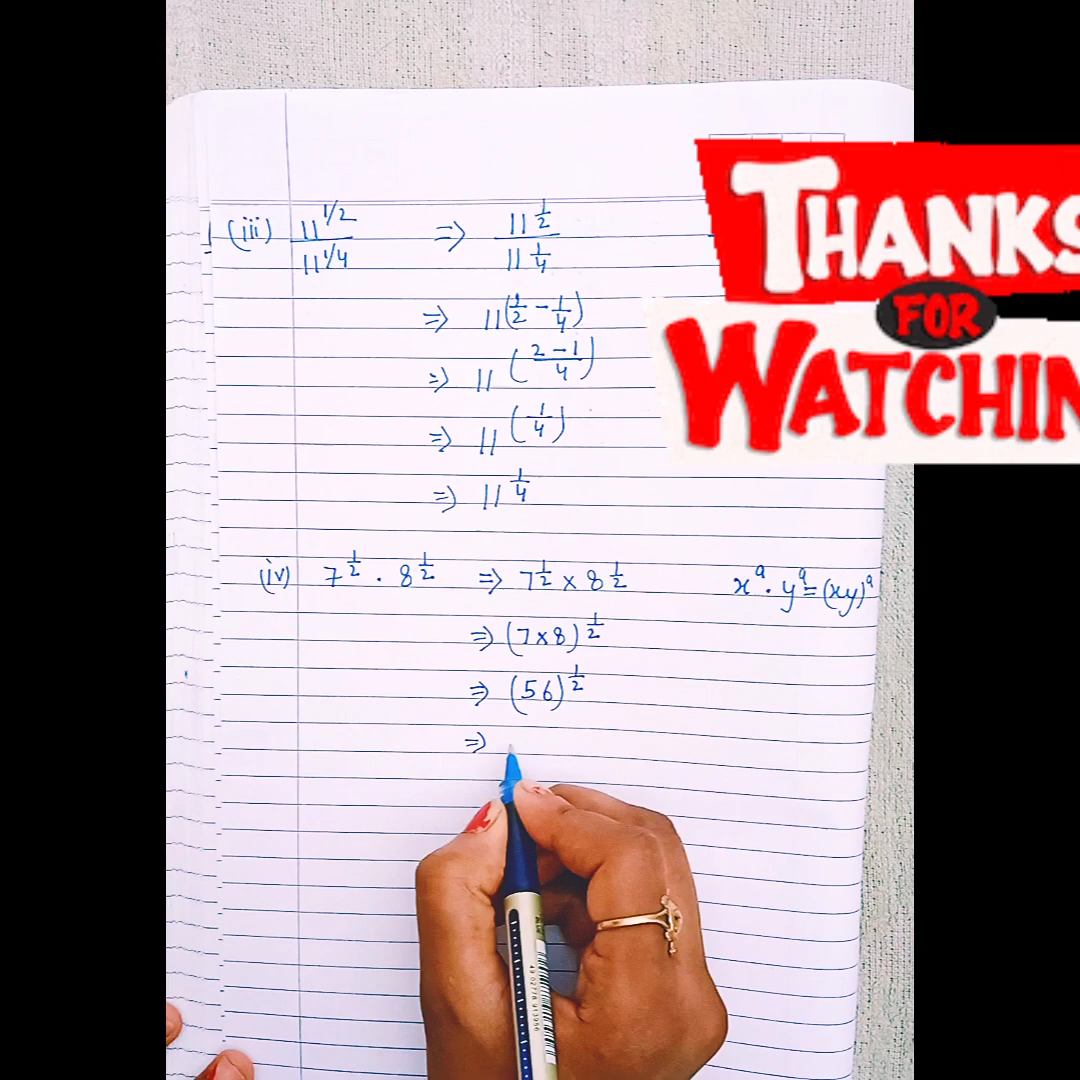 (iii) 11^1/2 / 11^1/4 ⇒ 11^1/2 / 11^1/4
⇒ 11^(1/2 - 1/4)
⇒ 11^(2-1/4)
⇒ 11^(1/4)
⇒ 11^1/4
(iv) 7^1/2 . 8^1/2 ⇒ 7^1/2 × 8^1/2 x^a . y^a = (xy)^a
⇒ (7×8)^1/2
⇒ (56)^1/2
⇒
THANKS
FOR
WATCHIN